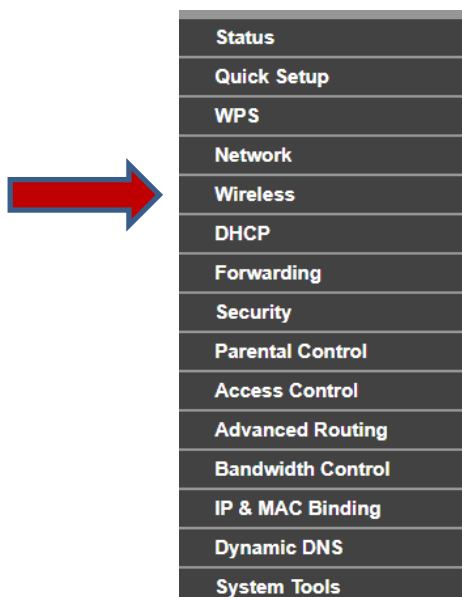 Status
Quick Setup
WPS
Network
Wireless
DHCP
Forwarding
Security
Parental Control
Access Control
Advanced Routing
Bandwidth Control
IP & MAC Binding
Dynamic DNS
System Tools